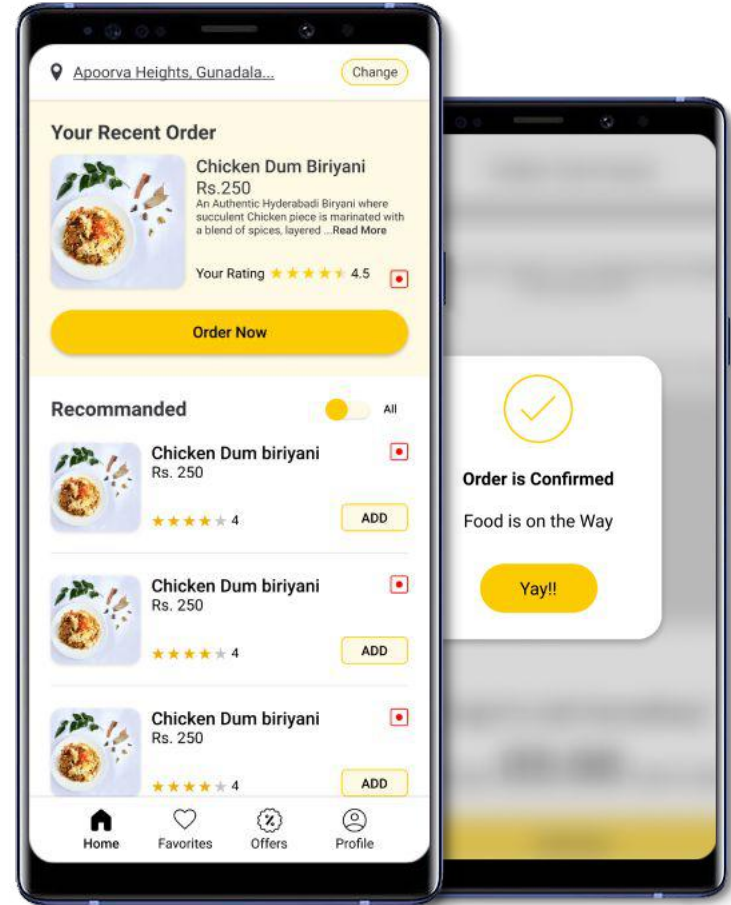 Apoorva Heights, Gunadala...
Change
Your Recent Order
Chicken Dum Biriyani
Rs.250
An Authentic Hyderabadi Biryani where
succulent Chicken piece is marinated with
a blend of spices, layered ...Read More
Your Rating 4.5
Order Now
Recommanded
All
Chicken Dum biriyani
Rs. 250
4
ADD
Chicken Dum biriyani
Rs. 250
4
ADD
Chicken Dum biriyani
Rs. 250
4
ADD
Home
Favorites
Offers
Profile
Order is Confirmed
Food is on the Way
Yay!!